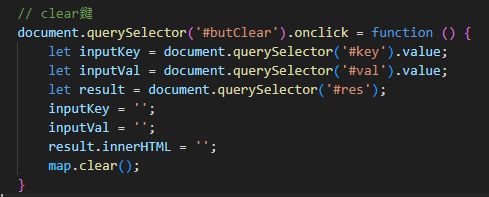 // clear鍵
document.querySelector('#butClear').onclick = function () {
    let inputKey = document.querySelector('#key').value;
    let inputVal = document.querySelector('#val').value;
    let result = document.querySelector('#res');
    inputKey = '';
    inputVal = '';
    result.innerHTML = '';
    map.clear();
}